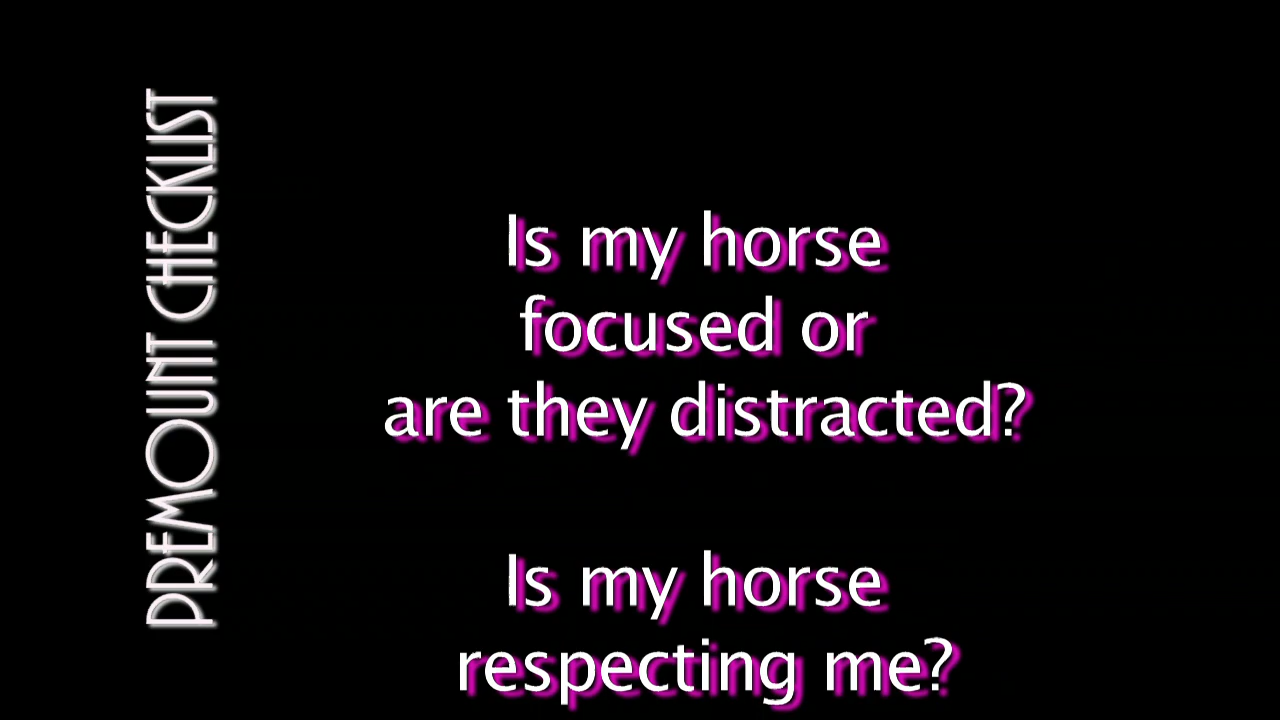 PREMOUNT CHECKLIST
Is my horse
focused or
are they distracted?
Is my horse
respecting me?